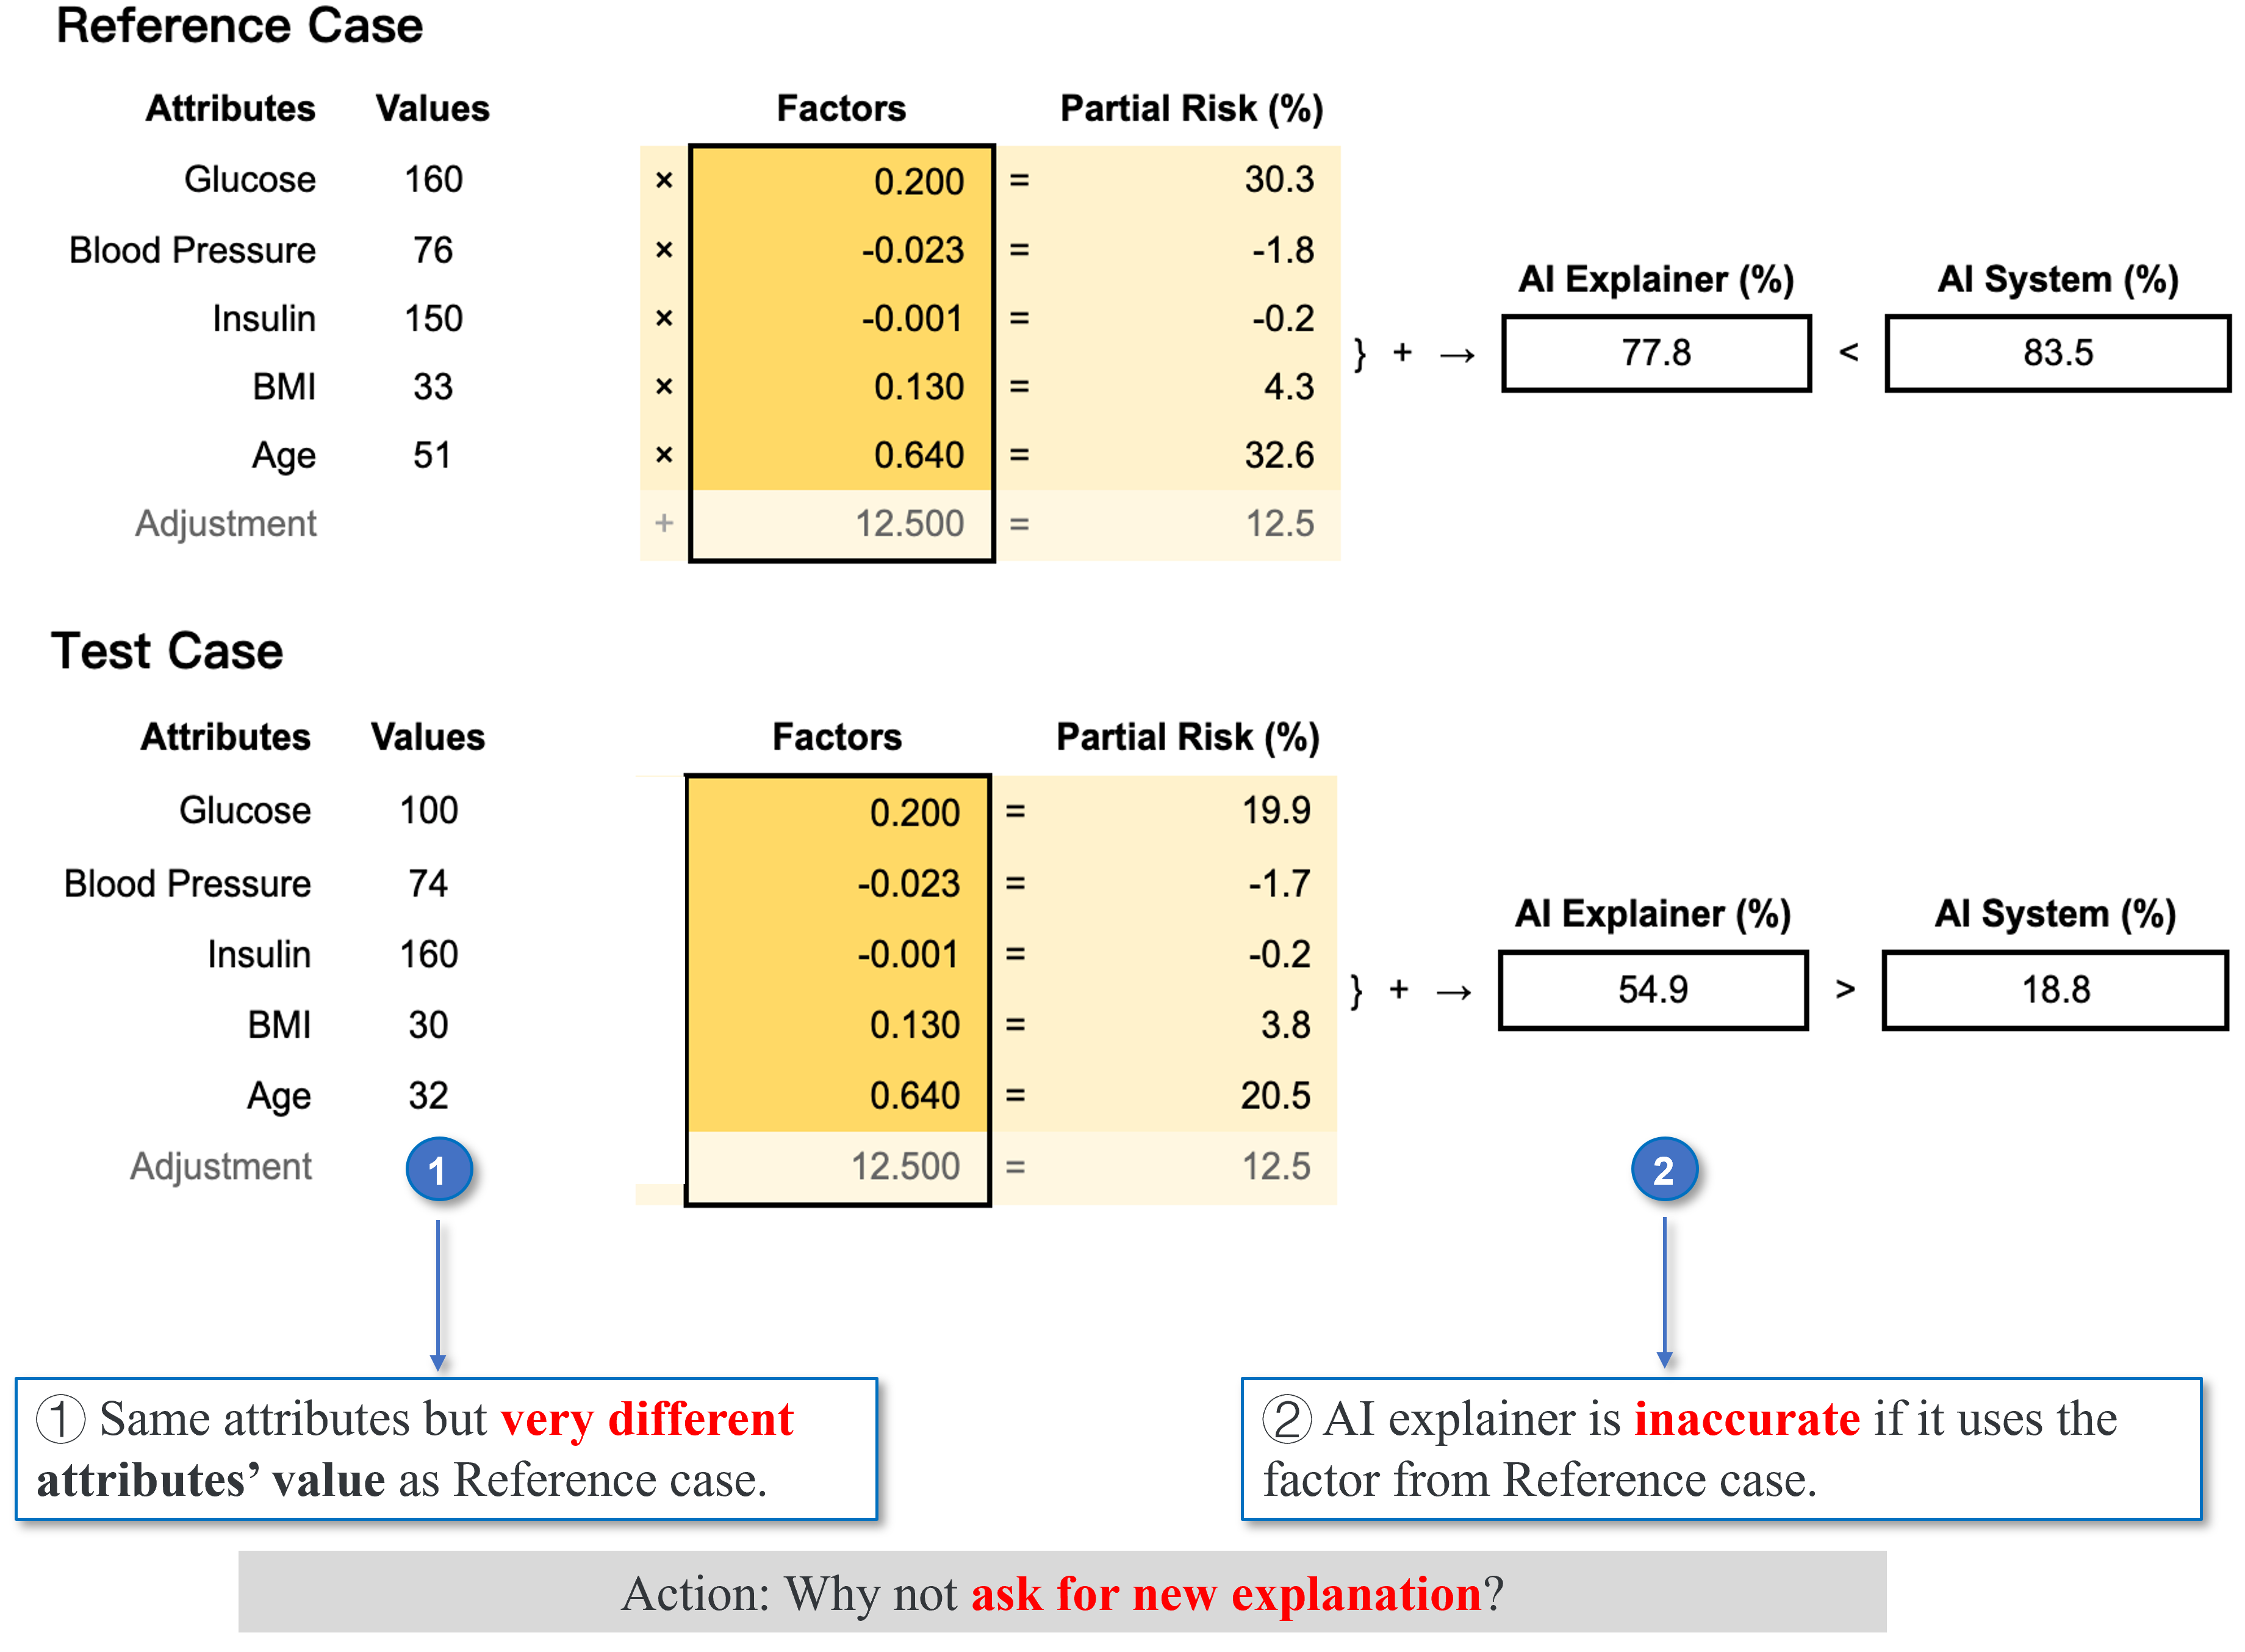 Reference Case
Attributes Values Factors Partial Risk (%)
Glucose 160 × 0.200 = 30.3
Blood Pressure 76 × -0.023 = -1.8
AI Explainer (%) AI System (%)
Insulin 150 × -0.001 = -0.2
} + → 77.8 < 83.5
BMI 33 × 0.130 = 4.3
Age 51 × 0.640 = 32.6
Adjustment + 12.500 = 12.5
Test Case
Attributes Values Factors Partial Risk (%)
Glucose 100 0.200 = 19.9
Blood Pressure 74 -0.023 = -1.7
AI Explainer (%) AI System (%)
Insulin 160 -0.001 = -0.2
} + → 54.9 > 18.8
BMI 30 0.130 = 3.8
Age 32 0.640 = 20.5
Adjustment 12.500 = 12.5
1
2
① Same attributes but very different
attributes’ value as Reference case.
② AI explainer is inaccurate if it uses the
factor from Reference case.
Action: Why not ask for new explanation?